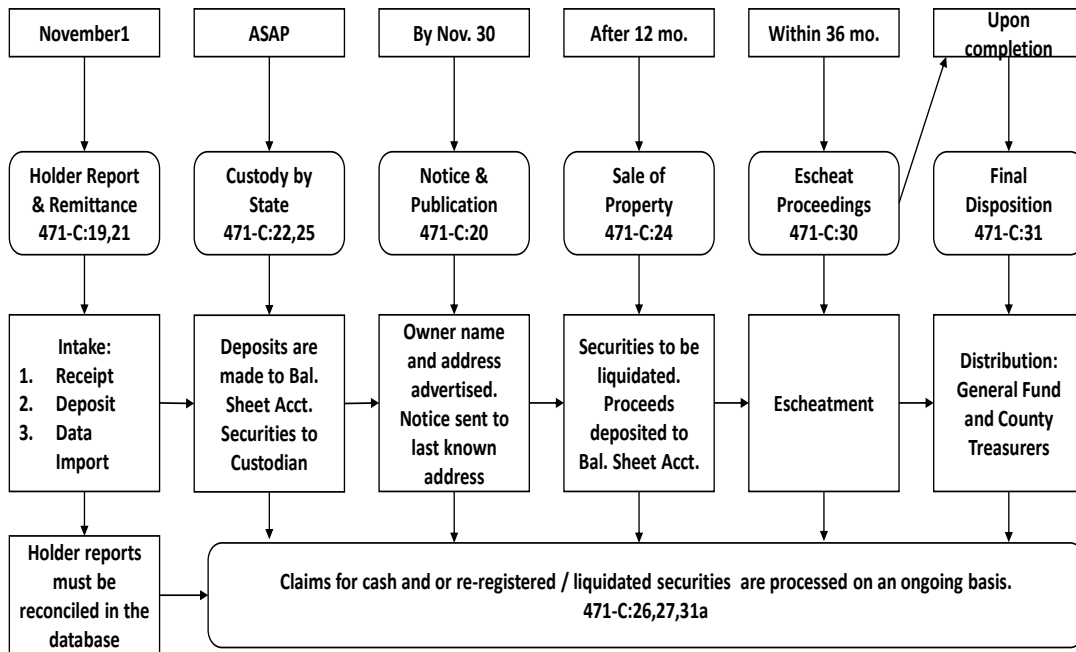 November1
ASAP
By Nov. 30
After 12 mo.
Within 36 mo.
Upon
completion
Holder Report
& Remittance
471-C:19,21
Custody by
State
471-C:22,25
Notice &
Publication
471-C:20
Sale of
Property
471-C:24
Escheat
Proceedings
471-C:30
Final
Disposition
471-C:31
Intake:
1. Receipt
2. Deposit
3. Data
Import
Deposits are
made to Bal.
Sheet Acct.
Securities to
Custodian
Owner name
and address
advertised.
Notice sent to
last known
address
Securities to be
liquidated.
Proceeds
deposited to
Bal. Sheet Acct.
Escheatment
Distribution:
General Fund
and County
Treasurers
Holder reports
must be
reconciled in the
database
Claims for cash and or re-registered / liquidated securities are processed on an ongoing basis.
471-C:26,27,31a